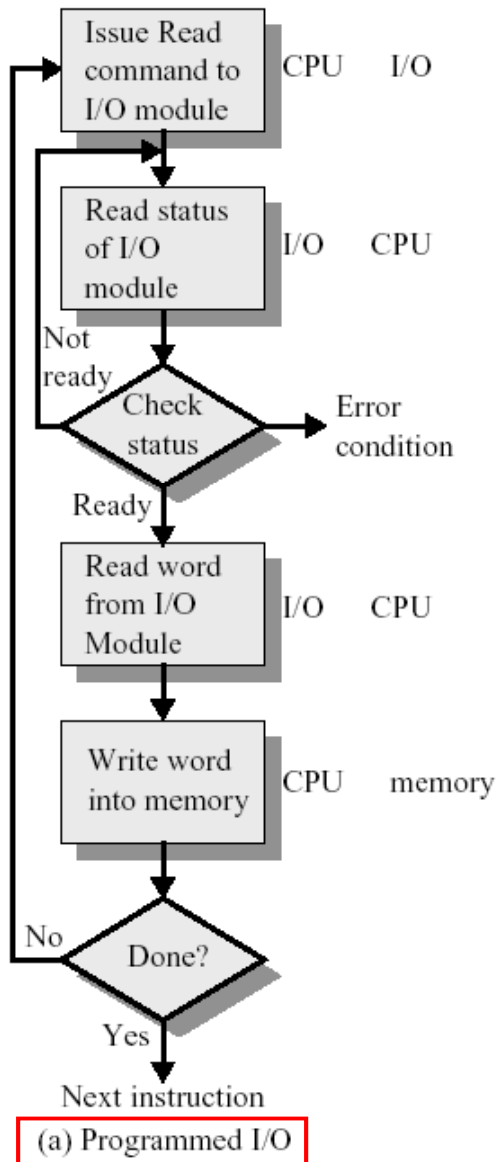 Issue Read
command to
I/O module
CPU I/O
Read status
of I/O
module
I/O CPU
Not
ready
Check
status
Error
condition
Ready
Read word
from I/O
Module
I/O CPU
Write word
into memory
CPU memory
No
Done?
Yes
Next instruction
(a) Programmed I/O